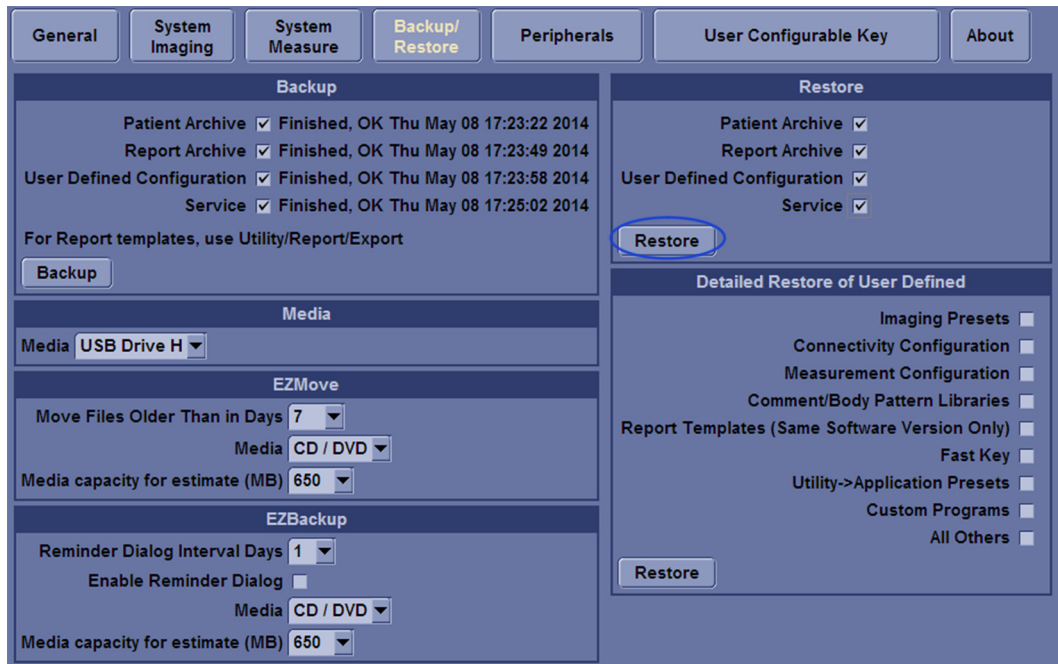 General
System
Imaging
System
Measure
Backup/
Restore
Peripherals
User Configurable Key
About
Backup
Patient Archive Finished, OK Thu May 08 17:23:22 2014
Report Archive Finished, OK Thu May 08 17:23:49 2014
User Defined Configuration Finished, OK Thu May 08 17:23:58 2014
Service Finished, OK Thu May 08 17:25:02 2014
For Report templates, use Utility/Report/Export
Backup
Media
Media USB Drive H
EZMove
Move Files Older Than in Days 7
Media CD / DVD
Media capacity for estimate (MB) 650
EZBackup
Reminder Dialog Interval Days 1
Enable Reminder Dialog
Media CD / DVD
Media capacity for estimate (MB) 650
Restore
Patient Archive
Report Archive
User Defined Configuration
Service
Restore
Detailed Restore of User Defined
Imaging Presets
Connectivity Configuration
Measurement Configuration
Comment/Body Pattern Libraries
Report Templates (Same Software Version Only)
Fast Key
Utility->Application Presets
Custom Programs
All Others
Restore